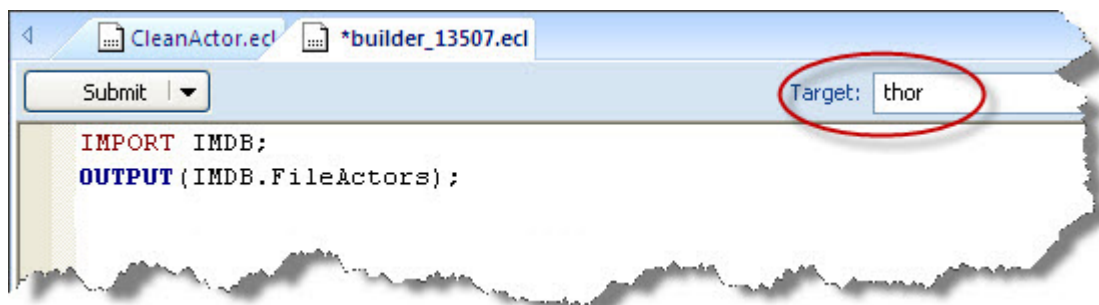 CleanActor.ecl *builder_13507.ecl
Submit Target: thor
IMPORT IMDB;
OUTPUT(IMDB.FileActors);